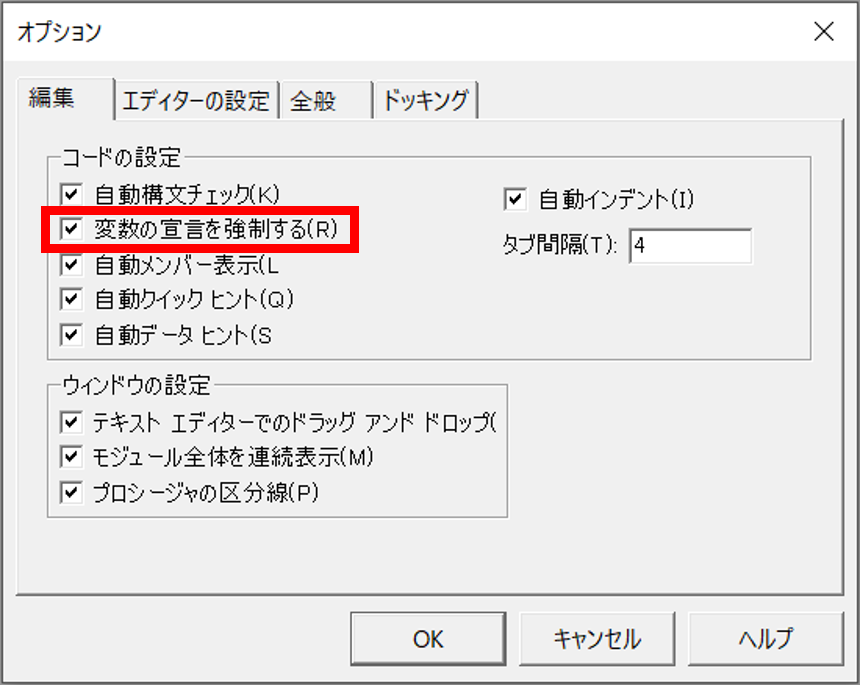 オプション
編集 エディターの設定 全般 ドッキング
コードの設定
自動構文チェック(K)
変数の宣言を強制する(R)
自動メンバー表示(L
自動クイック ヒント(Q)
自動データ ヒント(S
自動インデント(I)
タブ間隔(T): 4
ウィンドウの設定
テキスト エディターでのドラッグ アンド ドロップ(
モジュール全体を連続表示(M)
プロシージャの区分線(P)
OK キャンセル ヘルプ